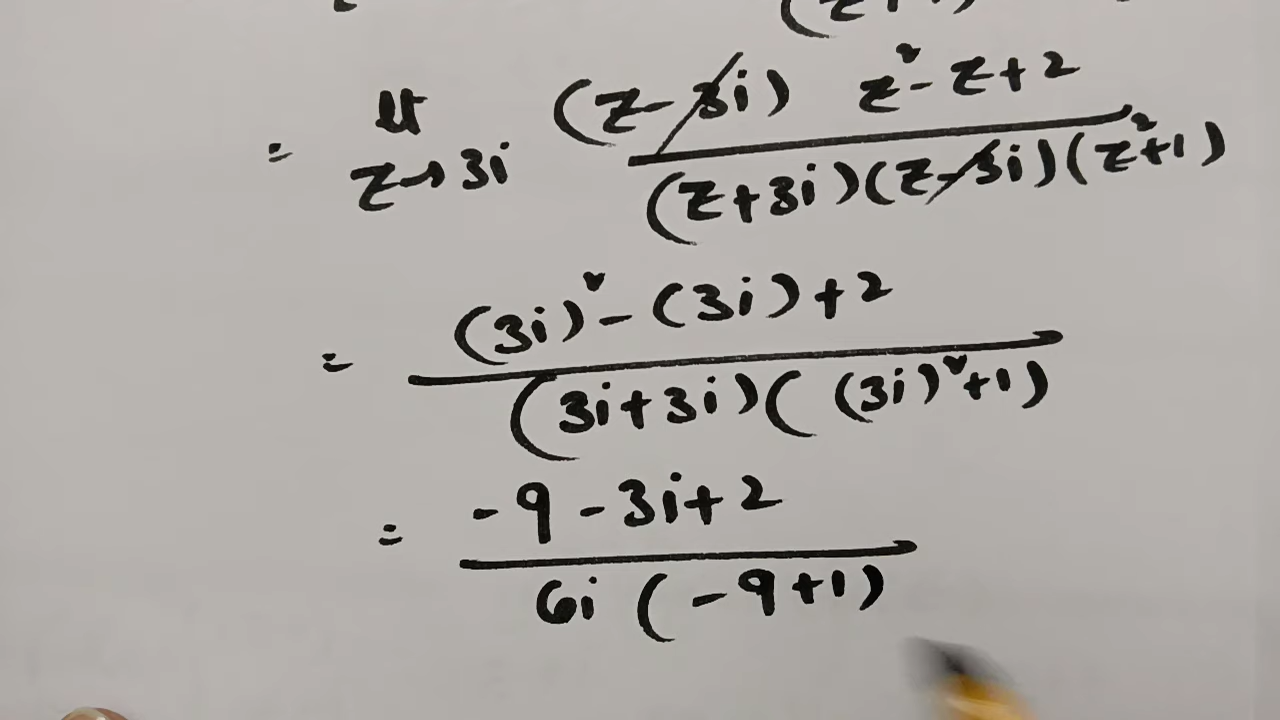 (z+1)
= lt z→3i (z-3i) z²-z+2 / (z+3i)(z-3i)(z²+1)
= (3i)²-(3i)+2 / (3i+3i)((3i)²+1)
= -9-3i+2 / 6i(-9+1)